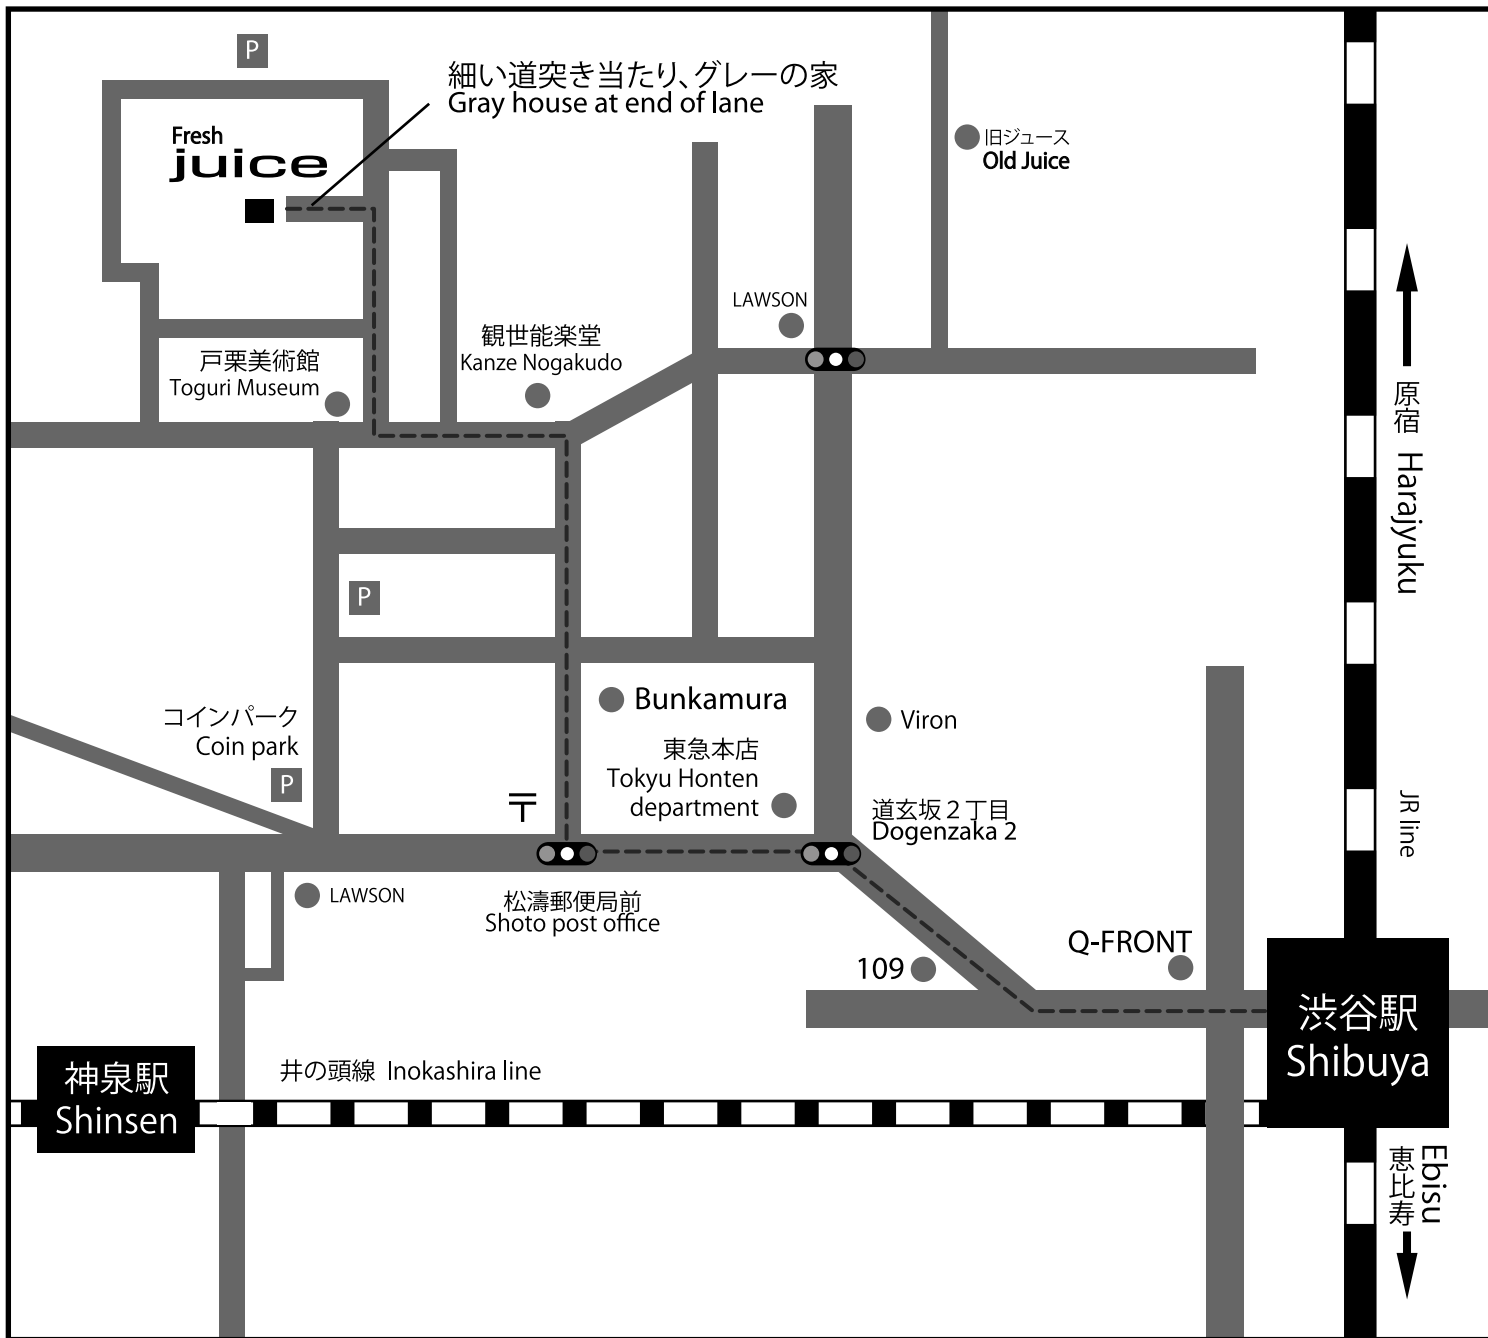 P
細い道突き当たり、グレーの家
Gray house at end of lane
Fresh
juice
旧ジュース
Old Juice
LAWSON
観世能楽堂
Kanze Nogakudo
戸栗美術館
Toguri Museum
原宿 Harajyuku
P
Bunkamura
コインパーク
Coin park
P
Viron
東急本店
Tokyu Honten
department
〒
道玄坂２丁目
Dogenzaka 2
JR line
LAWSON
松濤郵便局前
Shoto post office
Q-FRONT
109
渋谷駅
Shibuya
神泉駅
Shinsen
井の頭線 Inokashira line
Ebisu
恵比寿